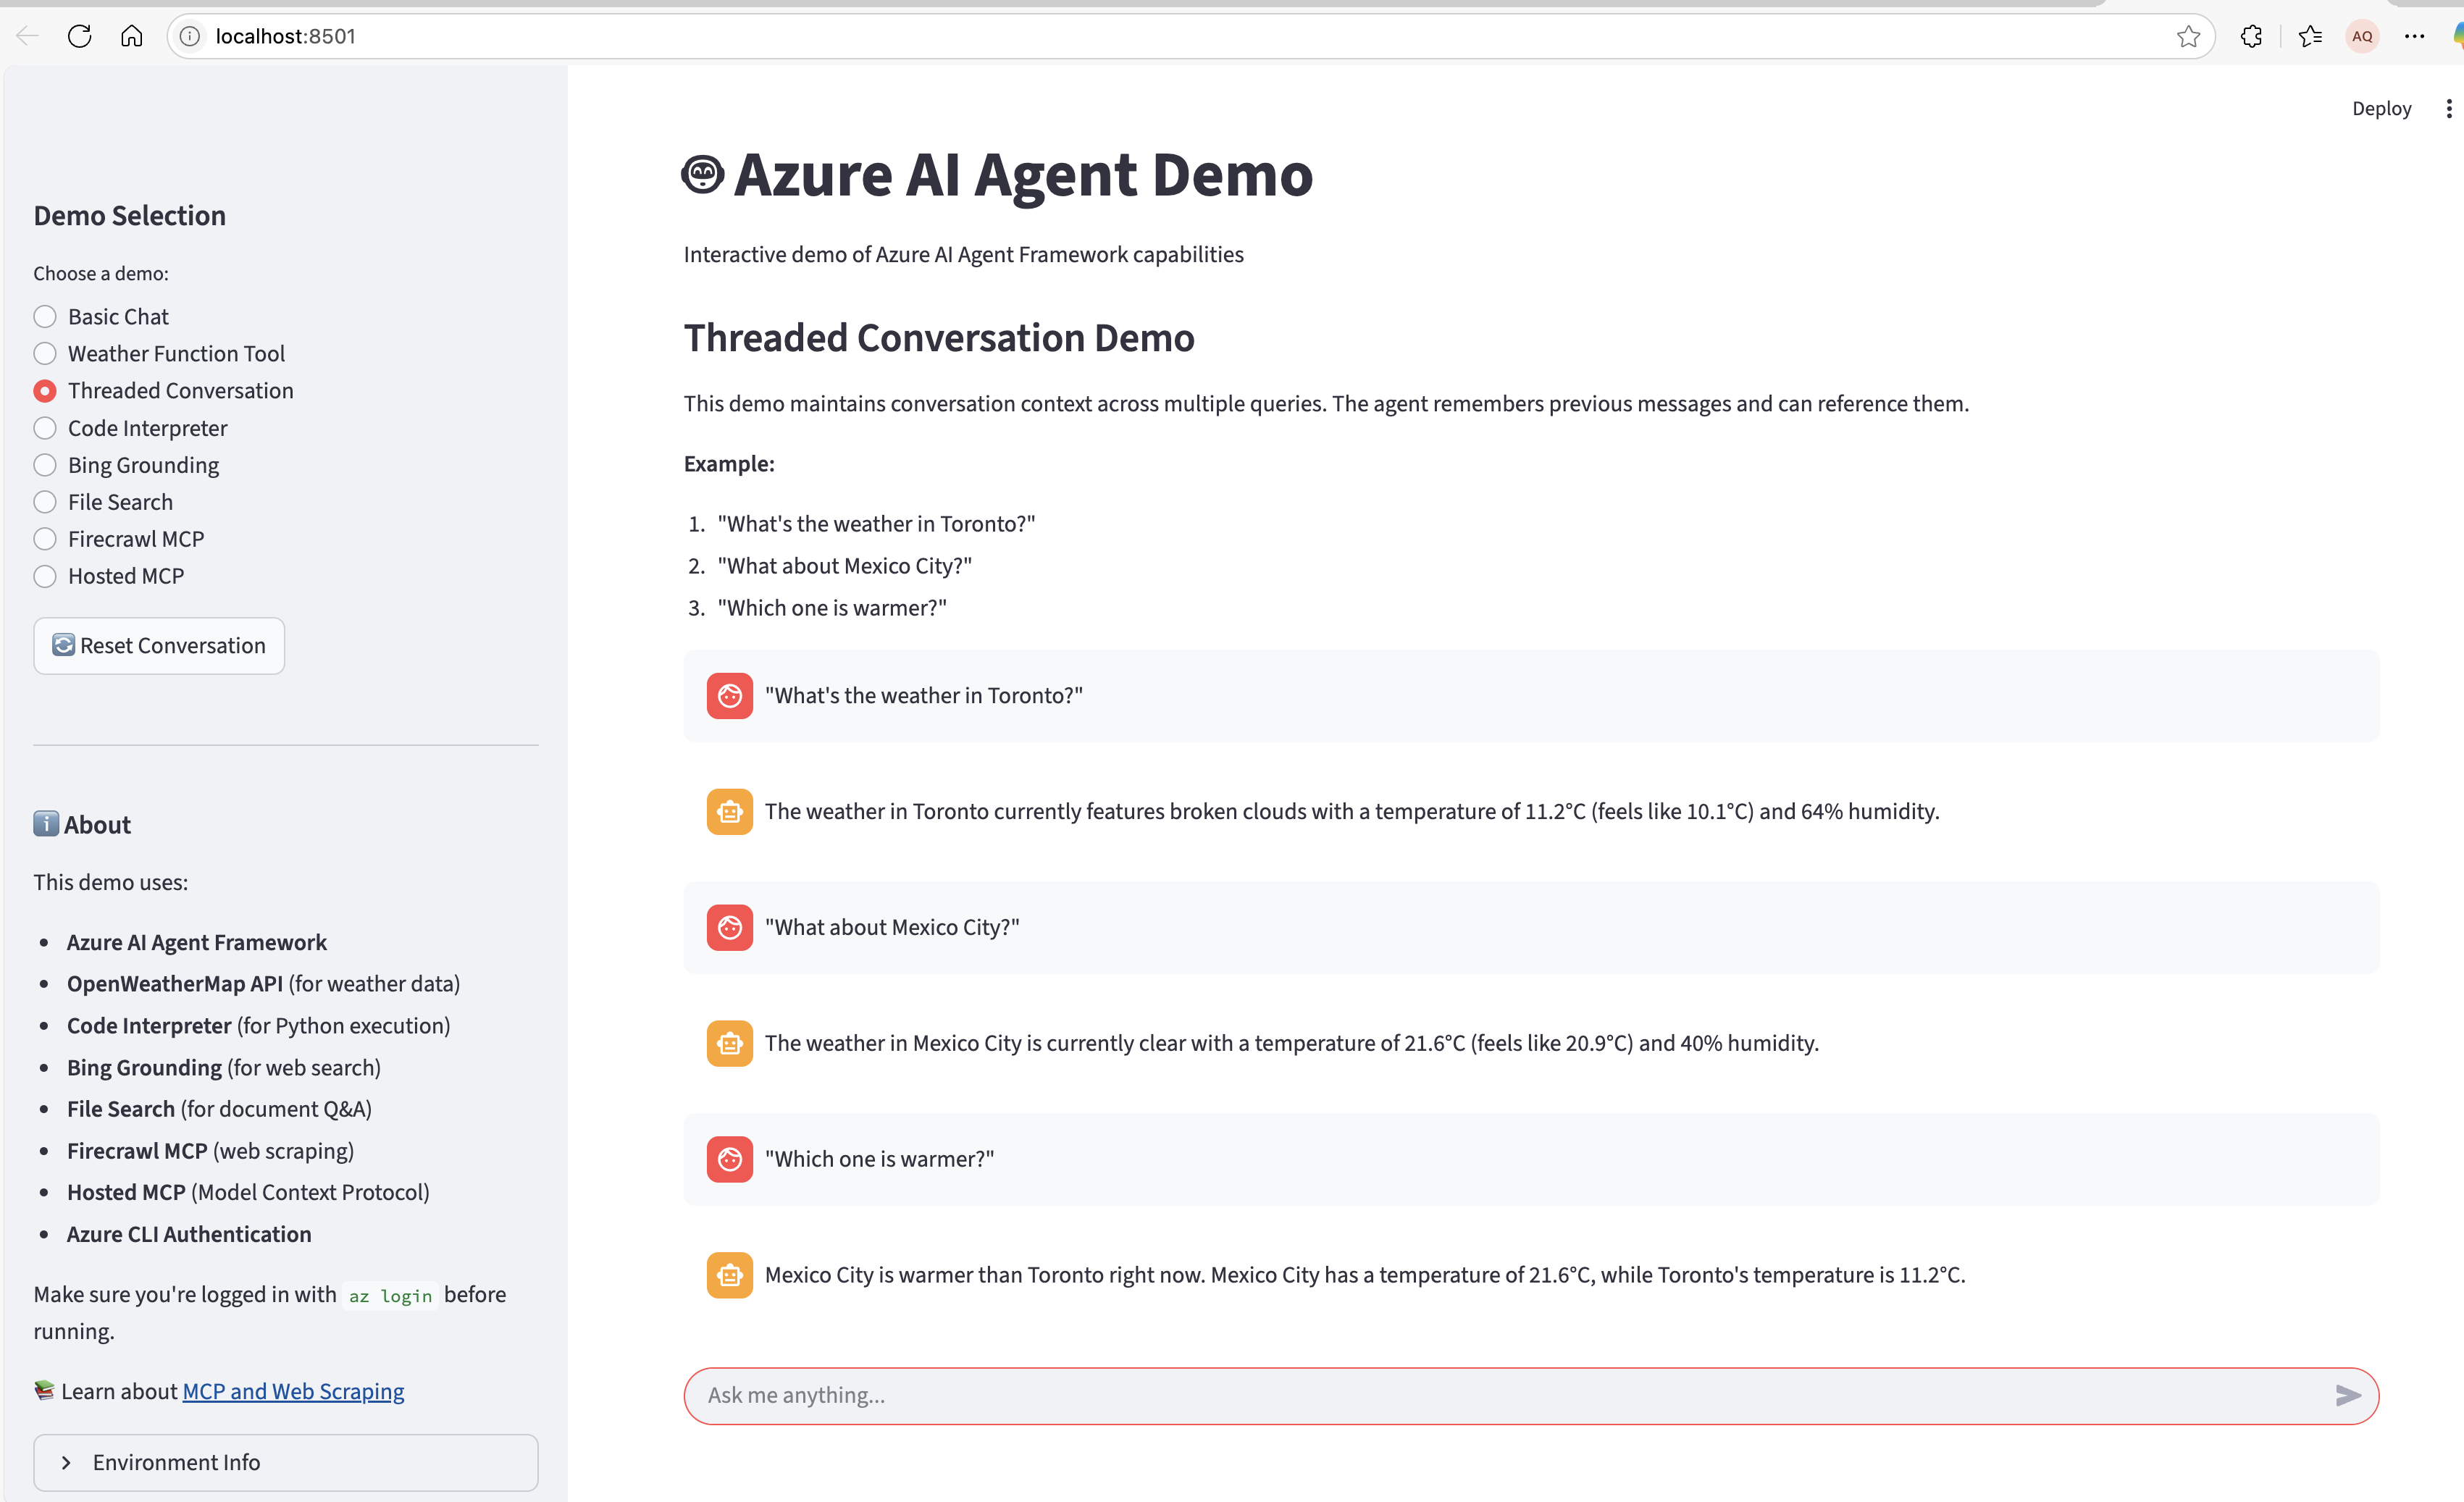 localhost:8501
AQ
Deploy
Demo Selection
Choose a demo:
Basic Chat
Weather Function Tool
Threaded Conversation
Code Interpreter
Bing Grounding
File Search
Firecrawl MCP
Hosted MCP
Reset Conversation
About
This demo uses:
Azure AI Agent Framework
OpenWeatherMap API (for weather data)
Code Interpreter (for Python execution)
Bing Grounding (for web search)
File Search (for document Q&A)
Firecrawl MCP (web scraping)
Hosted MCP (Model Context Protocol)
Azure CLI Authentication
Make sure you're logged in with az login before
running.
Learn about MCP and Web Scraping
Environment Info
Azure AI Agent Demo
Interactive demo of Azure AI Agent Framework capabilities
Threaded Conversation Demo
This demo maintains conversation context across multiple queries. The agent remembers previous messages and can reference them.
Example:
1. "What's the weather in Toronto?"
2. "What about Mexico City?"
3. "Which one is warmer?"
"What's the weather in Toronto?"
The weather in Toronto currently features broken clouds with a temperature of 11.2°C (feels like 10.1°C) and 64% humidity.
"What about Mexico City?"
The weather in Mexico City is currently clear with a temperature of 21.6°C (feels like 20.9°C) and 40% humidity.
"Which one is warmer?"
Mexico City is warmer than Toronto right now. Mexico City has a temperature of 21.6°C, while Toronto's temperature is 11.2°C.
Ask me anything...